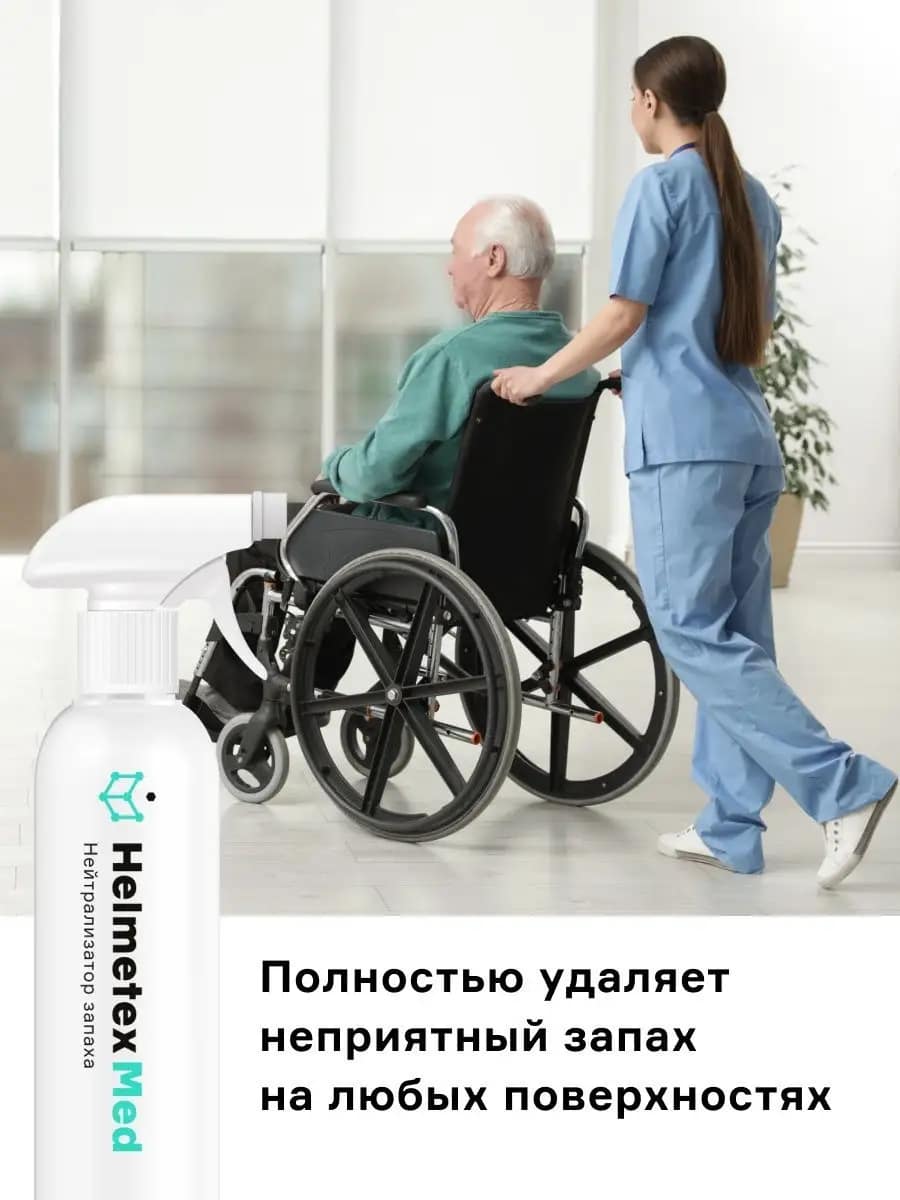 Helmetex Med
Нейтрализатор запаха
Полностью удаляет
неприятный запах
на любых поверхностях